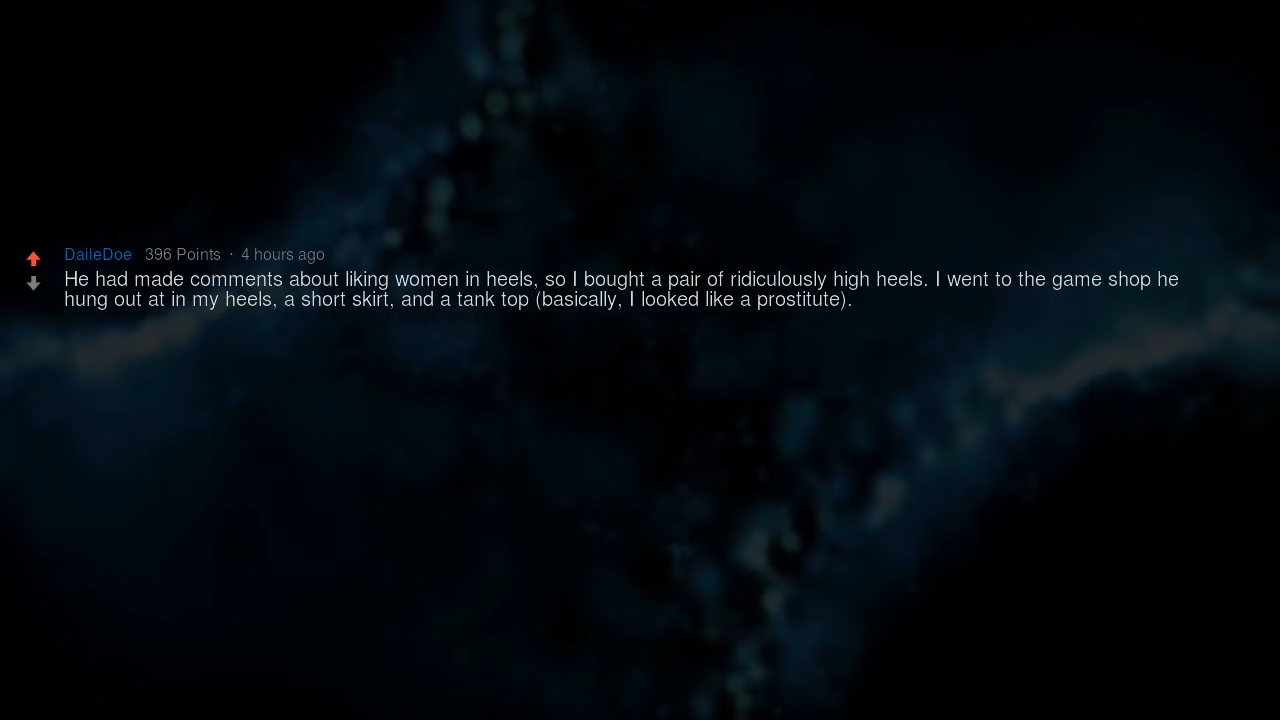 DaileDoe 396 Points · 4 hours ago
He had made comments about liking women in heels, so I bought a pair of ridiculously high heels. I went to the game shop he
hung out at in my heels, a short skirt, and a tank top (basically, I looked like a prostitute).